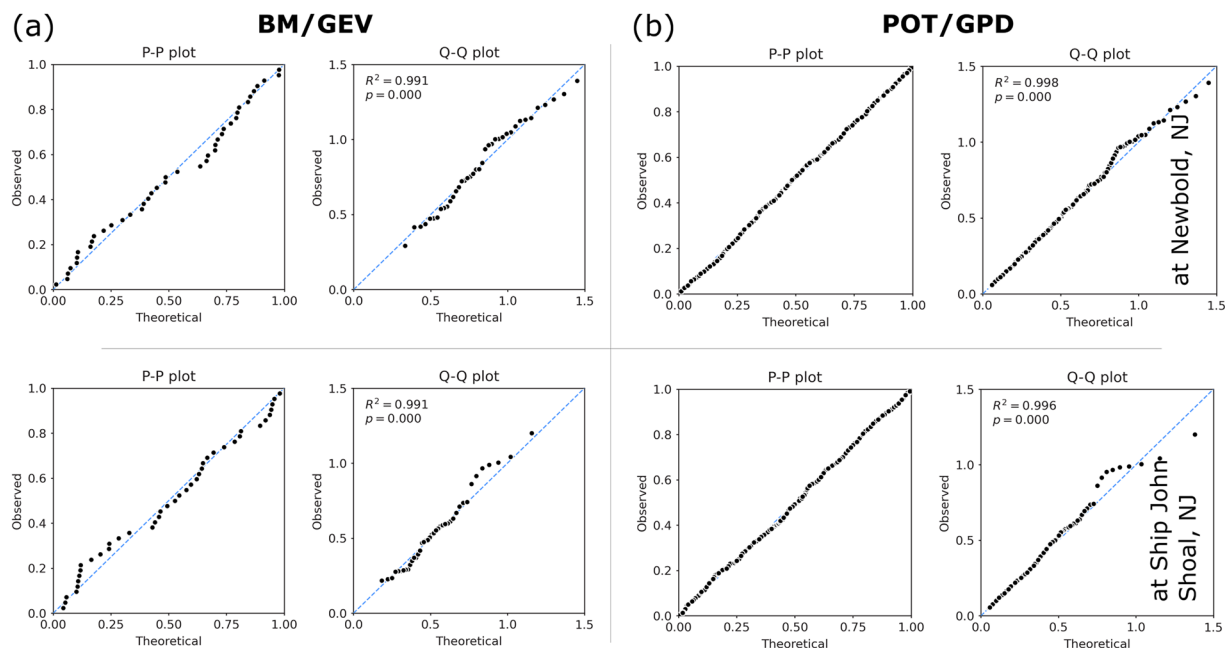 (a) BM/GEV
(b) POT/GPD
P-P plot
1.0
0.8
0.6
0.4
0.2
0.0
Observed
0.00 0.25 0.50 0.75 1.00
Theoretical
Q-Q plot
R² = 0.991
p = 0.000
1.5
1.0
0.5
0.0
Observed
0.0 0.5 1.0 1.5
Theoretical
P-P plot
1.0
0.8
0.6
0.4
0.2
0.0
Observed
0.00 0.25 0.50 0.75 1.00
Theoretical
Q-Q plot
R² = 0.998
p = 0.000
1.5
1.0
0.5
0.0
Observed
0.0 0.5 1.0 1.5
Theoretical
at Newbold, NJ
P-P plot
1.0
0.8
0.6
0.4
0.2
0.0
Observed
0.00 0.25 0.50 0.75 1.00
Theoretical
Q-Q plot
R² = 0.991
p = 0.000
1.5
1.0
0.5
0.0
Observed
0.0 0.5 1.0 1.5
Theoretical
P-P plot
1.0
0.8
0.6
0.4
0.2
0.0
Observed
0.00 0.25 0.50 0.75 1.00
Theoretical
Q-Q plot
R² = 0.996
p = 0.000
1.5
1.0
0.5
0.0
Observed
0.0 0.5 1.0 1.5
Theoretical
at Ship John
Shoal, NJ